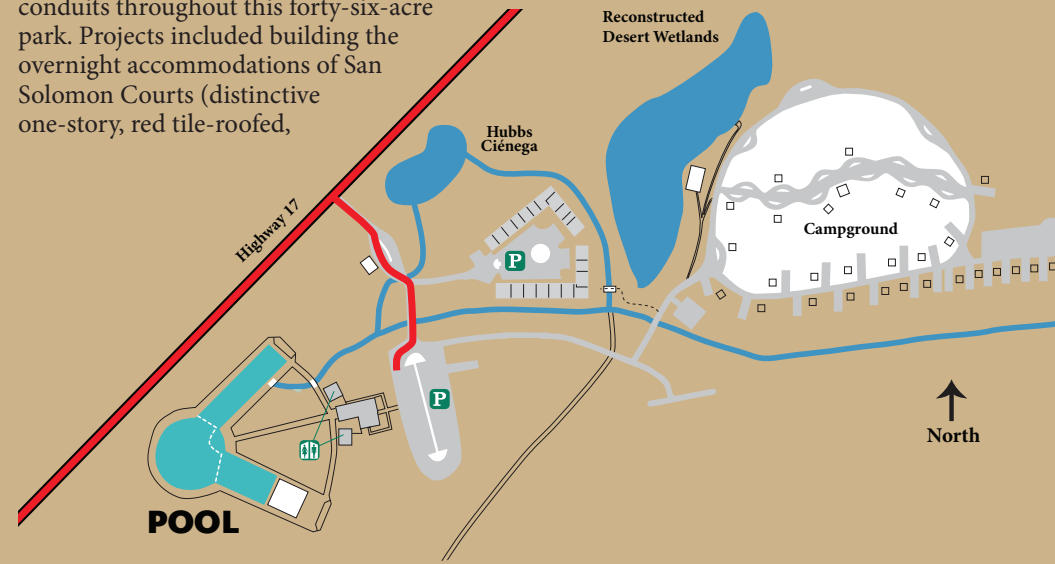 conduits throughout this forty-six-acre
park. Projects included building the
overnight accommodations of San
Solomon Courts (distinctive
one-story, red tile-roofed,
Reconstructed
Desert Wetlands
Hubbs
Ciénega
Highway 17
P
Campground
P
North
POOL